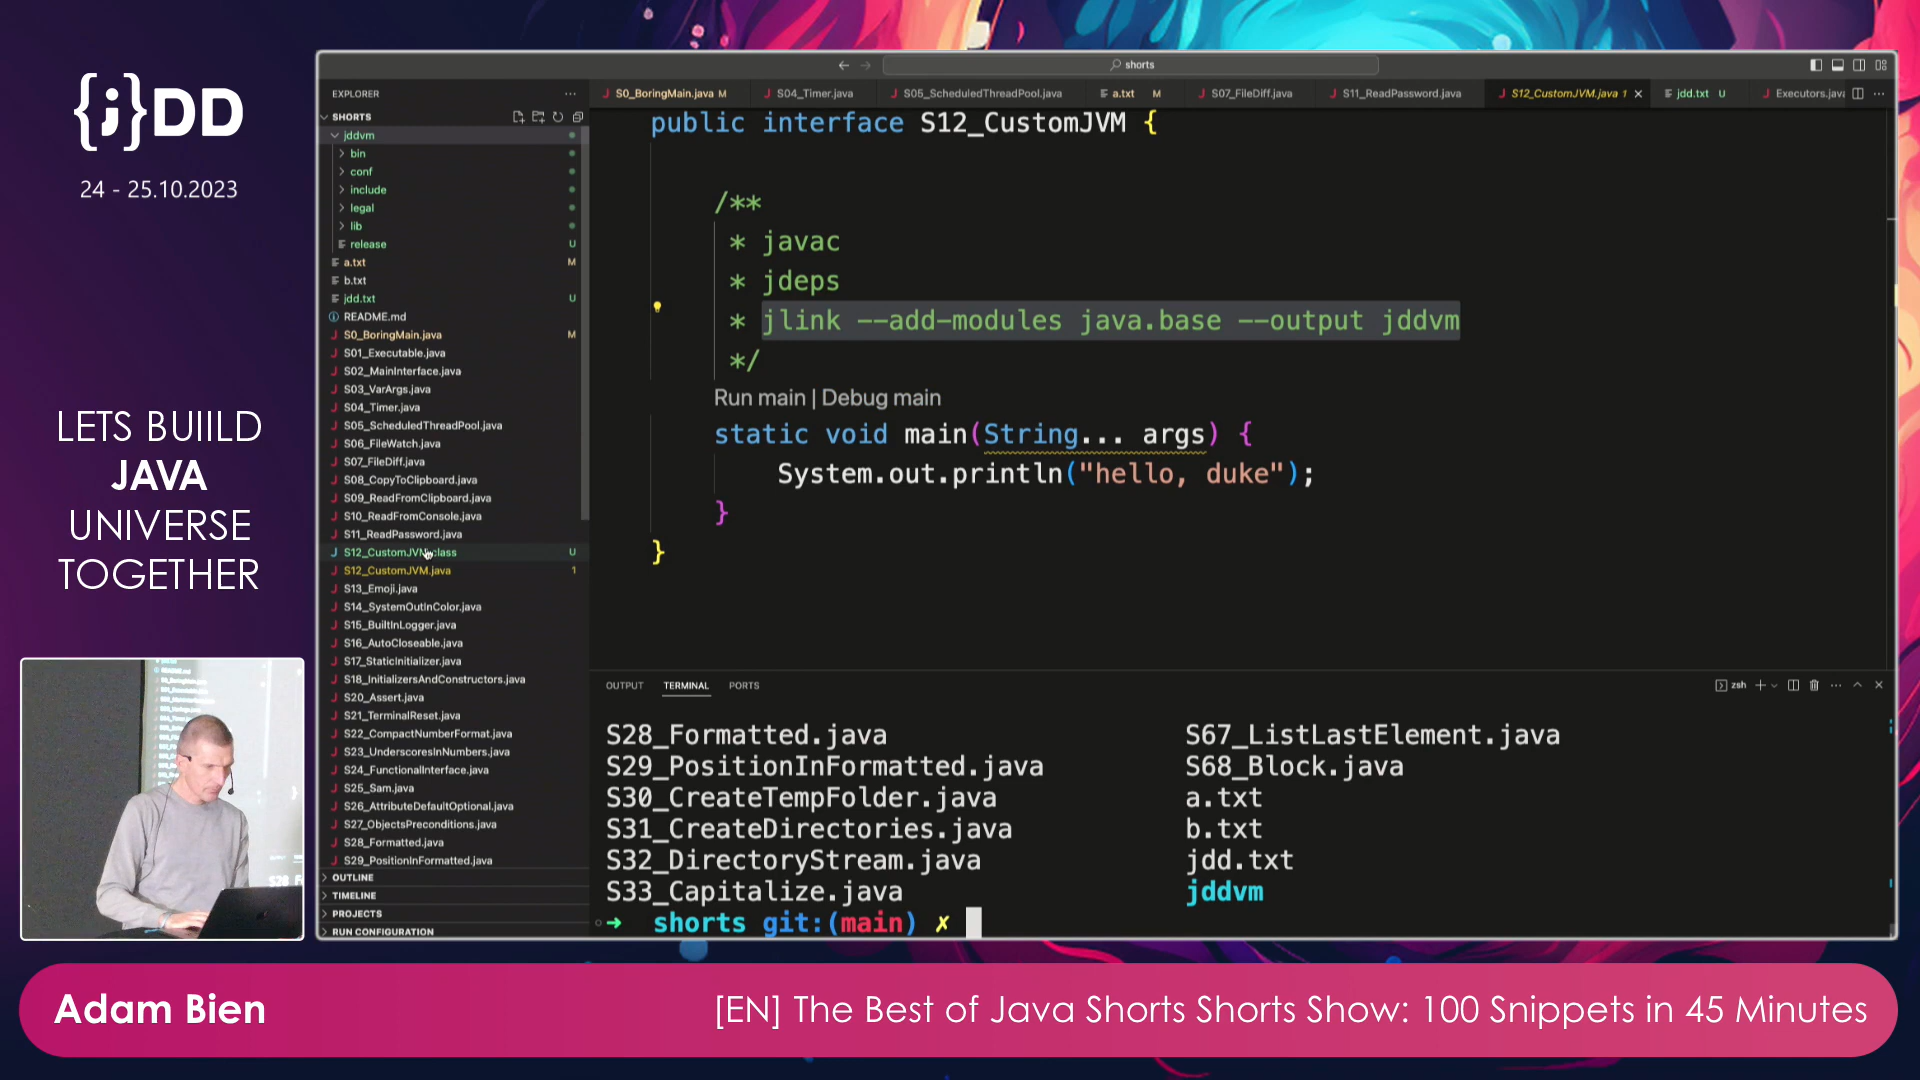 {j}DD
24 - 25.10.2023
LETS BUIILD
JAVA
UNIVERSE
TOGETHER
shorts
EXPLORER
SHORTS
jddvm
bin
conf
include
legal
lib
release U
a.txt M
b.txt
jdd.txt U
README.md
S0_BoringMain.java M
S01_Executable.java
S02_MainInterface.java
S03_VarArgs.java
S04_Timer.java
S05_ScheduledThreadPool.java
S06_FileWatch.java
S07_FileDiff.java
S08_CopyToClipboard.java
S09_ReadFromClipboard.java
S10_ReadFromConsole.java
S11_ReadPassword.java
S12_CustomJVM.class U
S12_CustomJVM.java 1
S13_Emoji.java
S14_SystemOutInColor.java
S15_BuiltInLogger.java
S16_AutoCloseable.java
S17_StaticInitializer.java
S18_InitializersAndConstructors.java
S20_Assert.java
S21_TerminalReset.java
S22_CompactNumberFormat.java
S23_UnderscoresInNumbers.java
S24_FunctionalInterface.java
S25_Sam.java
S26_AttributeDefaultOptional.java
S27_ObjectsPreconditions.java
S28_Formatted.java
S29_PositionInFormatted.java
OUTLINE
TIMELINE
PROJECTS
RUN CONFIGURATION
S0_BoringMain.java M S04_Timer.java S05_ScheduledThreadPool.java a.txt M S07_FileDiff.java S11_ReadPassword.java S12_CustomJVM.java 1 jdd.txt U Executors.java
public interface S12_CustomJVM {
/**
* javac
* jdeps
* jlink --add-modules java.base --output jddvm
*/
Run main | Debug main
static void main(String... args) {
System.out.println("hello, duke");
}
}
OUTPUT TERMINAL PORTS zsh
S28_Formatted.java S67_ListLastElement.java
S29_PositionInFormatted.java S68_Block.java
S30_CreateTempFolder.java a.txt
S31_CreateDirectories.java b.txt
S32_DirectoryStream.java jdd.txt
S33_Capitalize.java jddvm
➜ shorts git:(main) ✗
Adam Bien
[EN] The Best of Java Shorts Shorts Show: 100 Snippets in 45 Minutes